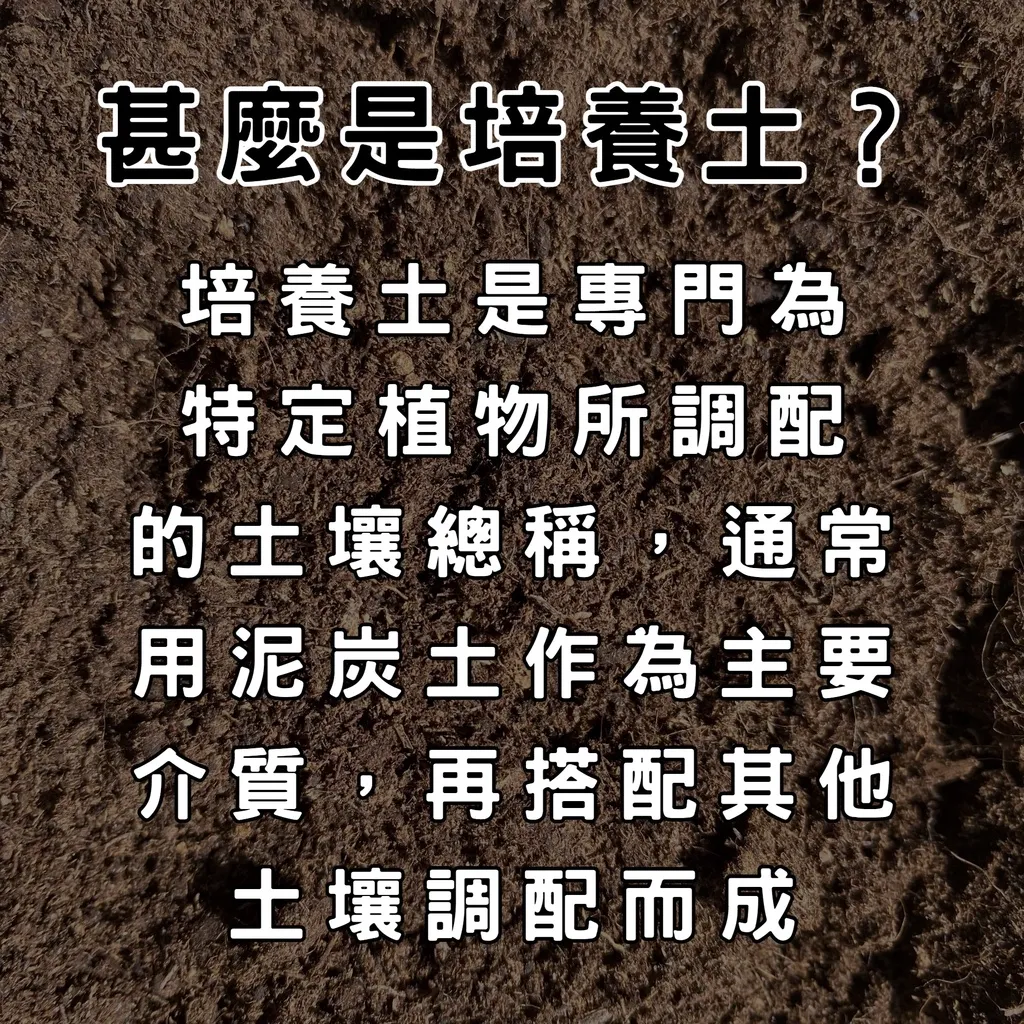 甚麼是培養土？
培養土是專門為
特定植物所調配
的土壤總稱，通常
用泥炭土作為主要
介質，再搭配其他
土壤調配而成